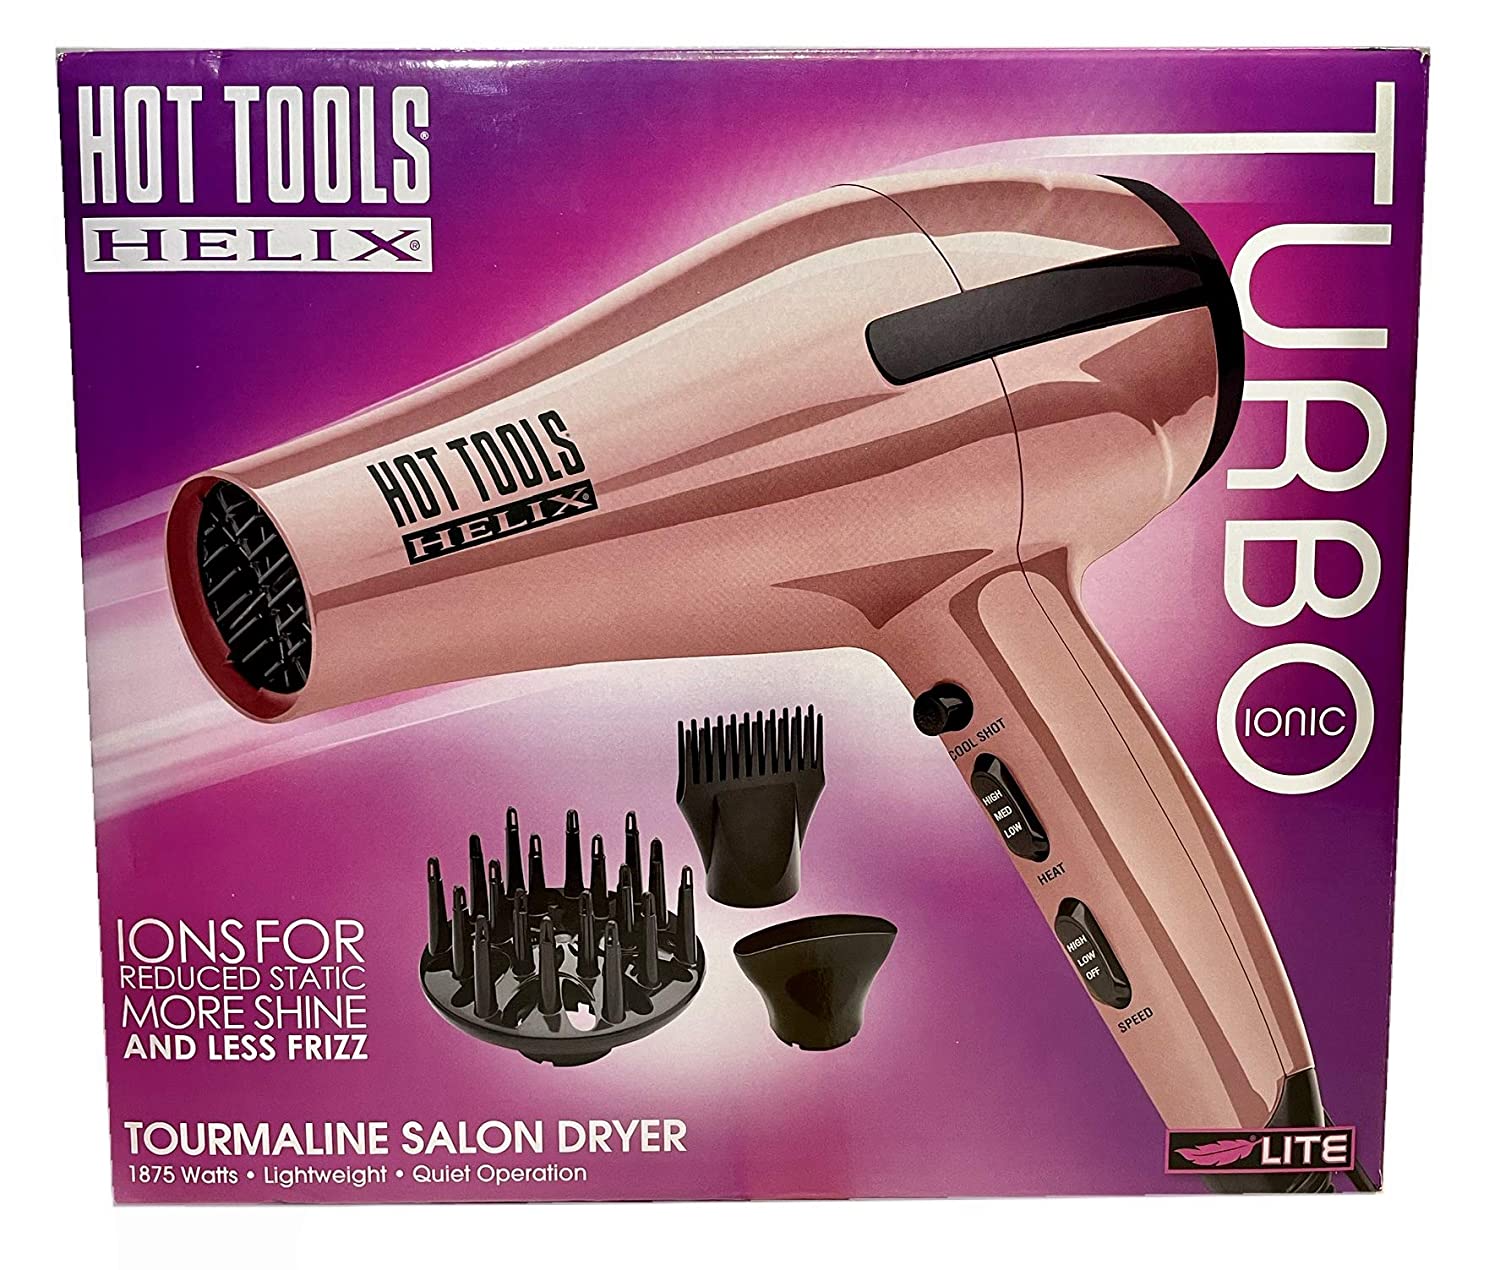 HOT TOOLS®
HELIX®
TURBO
IONIC
HOT TOOLS
HELIX®
COOL SHOT
HIGH
MED
LOW
HEAT
HIGH
LOW
OFF
SPEED
IONS FOR
REDUCED STATIC
MORE SHINE
AND LESS FRIZZ
TOURMALINE SALON DRYER
1875 Watts • Lightweight • Quiet Operation
LITE